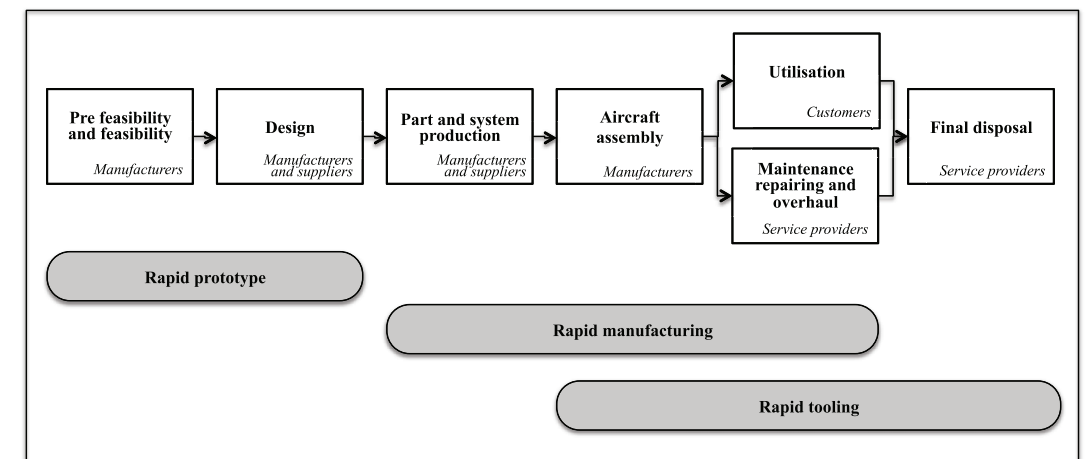 Pre feasibility
and feasibility
Manufacturers
Design
Manufacturers
and suppliers
Part and system
production
Manufacturers
and suppliers
Aircraft
assembly
Manufacturers
Utilisation
Customers
Maintenance
repairing and
overhaul
Service providers
Final disposal
Service providers
Rapid prototype
Rapid manufacturing
Rapid tooling